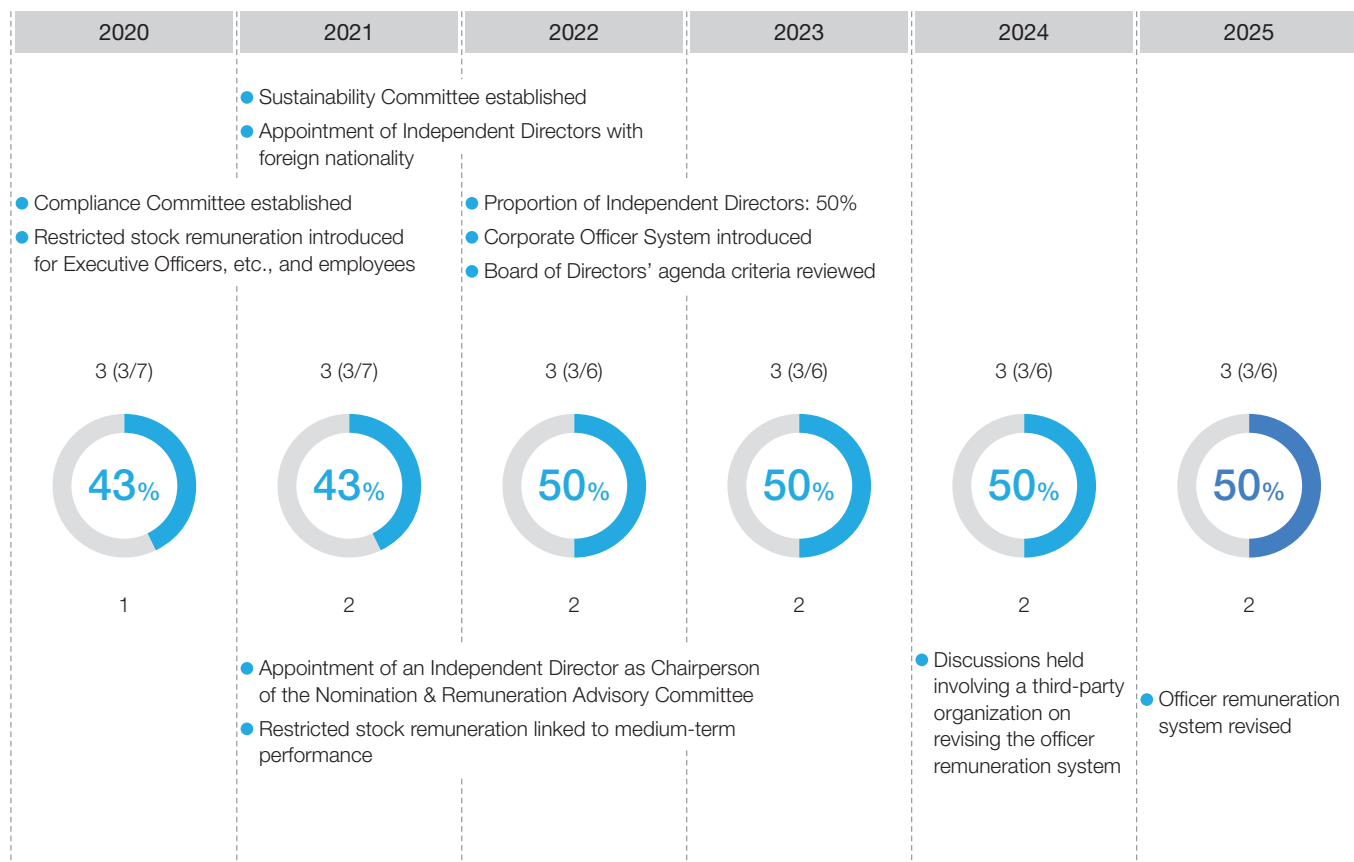 2020
2021
2022
2023
2024
2025
● Sustainability Committee established
● Appointment of Independent Directors with
foreign nationality
● Compliance Committee established
● Restricted stock remuneration introduced
for Executive Officers, etc., and employees
● Proportion of Independent Directors: 50%
● Corporate Officer System introduced
● Board of Directors’ agenda criteria reviewed
3 (3/7)
3 (3/7)
3 (3/6)
3 (3/6)
3 (3/6)
3 (3/6)
43%
43%
50%
50%
50%
50%
1
2
2
2
2
2
● Appointment of an Independent Director as Chairperson
of the Nomination & Remuneration Advisory Committee
● Restricted stock remuneration linked to medium-term
performance
● Discussions held
involving a third-party
organization on
revising the officer
remuneration system
● Officer remuneration
system revised